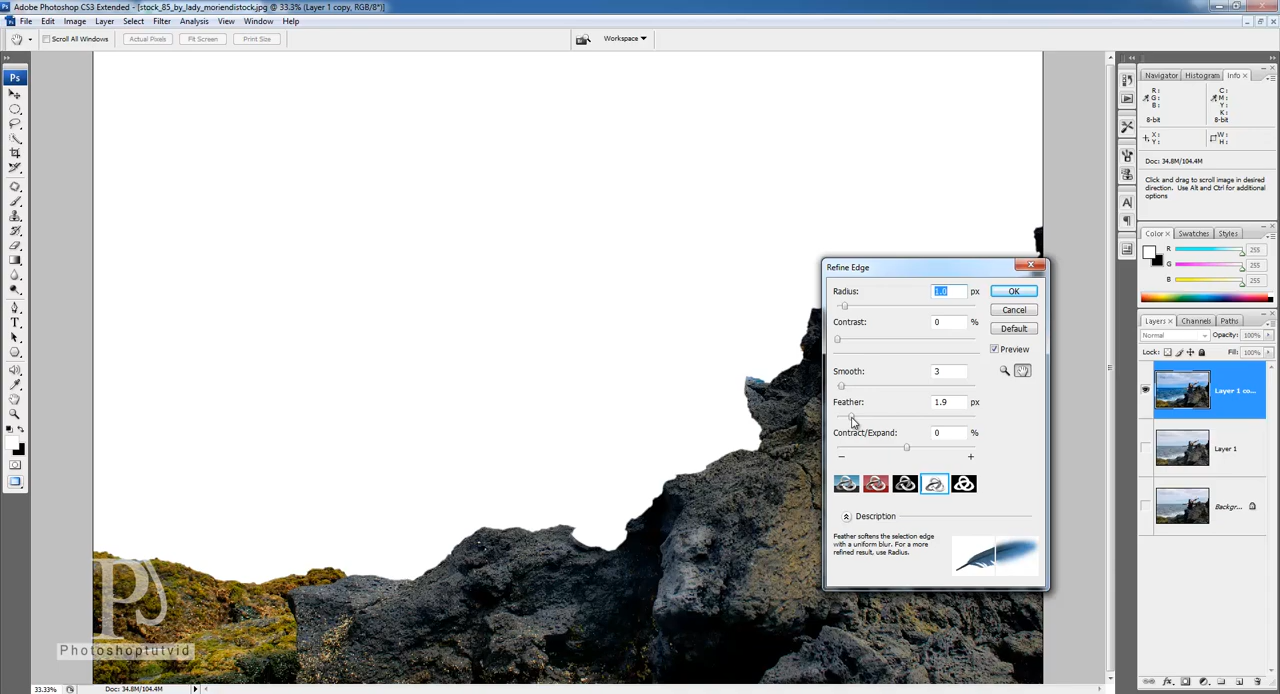 Adobe Photoshop CS3 Extended - [stock_85_by_lady_moriendistock.jpg @ 33.3% (Layer 1 copy, RGB/8*)]
File Edit Image Layer Select Filter Analysis View Window Help
Scroll All Windows Actual Pixels Fit Screen Print Size Workspace
Ps
Navigator Histogram Info ×
R: C:
G: M:
B: Y:
K:
8-bit 8-bit
X: W:
Y: H:
Doc: 34.8M/104.4M
Click and drag to scroll image in desired
direction. Use Alt and Ctrl for additional
options
Color × Swatches Styles
R 255
G 255
B 255
Layers × Channels Paths
Normal Opacity: 100%
Lock: Fill: 100%
Layer 1 co...
Layer 1
Backgr...
Refine Edge
Radius: 1.0 px OK
Contrast: 0 % Cancel
Default
Preview
Smooth: 3
Feather: 1.9 px
Contract/Expand: 0 %
− +
Description
Feather softens the selection edge
with a uniform blur. For a more
refined result, use Radius.
P
Photoshoptutvid
33.33% Doc: 34.8M/104.4M